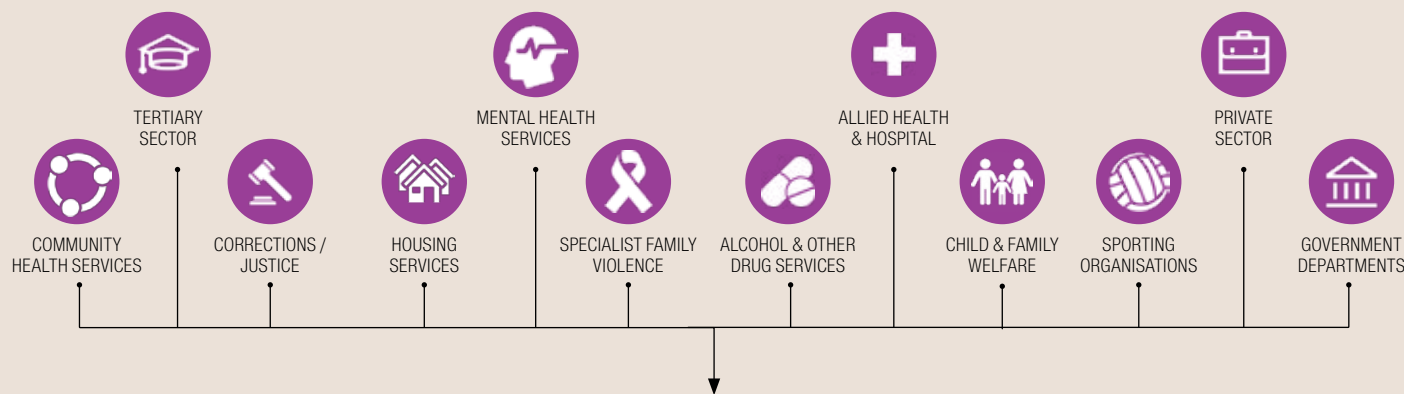 TERTIARY
SECTOR
MENTAL HEALTH
SERVICES
ALLIED HEALTH
& HOSPITAL
PRIVATE
SECTOR
COMMUNITY
HEALTH SERVICES
CORRECTIONS /
JUSTICE
HOUSING
SERVICES
SPECIALIST FAMILY
VIOLENCE
ALCOHOL & OTHER
DRUG SERVICES
CHILD & FAMILY
WELFARE
SPORTING
ORGANISATIONS
GOVERNMENT
DEPARTMENTS